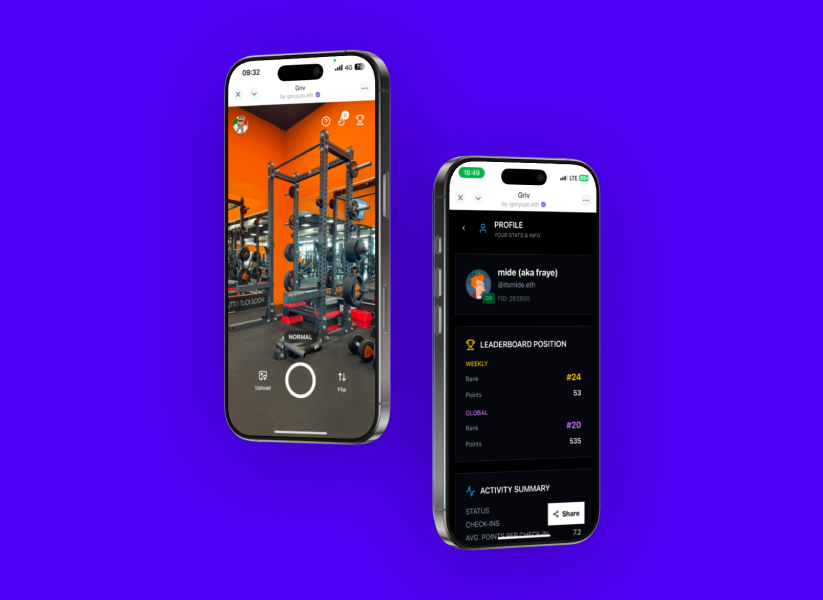 09:32
4G
Griv
by igoryuzo.eth
NORMAL
Upload
Flip
18:49
LTE
Griv
by igoryuzo.eth
PROFILE
YOUR STATS & INFO
mide (aka fraye)
@itsmide.eth
OG
FID: 262800
LEADERBOARD POSITION
WEEKLY
Rank #24
Points 53
GLOBAL
Rank #20
Points 535
ACTIVITY SUMMARY
STATUS
Share
CHECK-INS
AVG. POINTS PER CHECK-IN 7.2